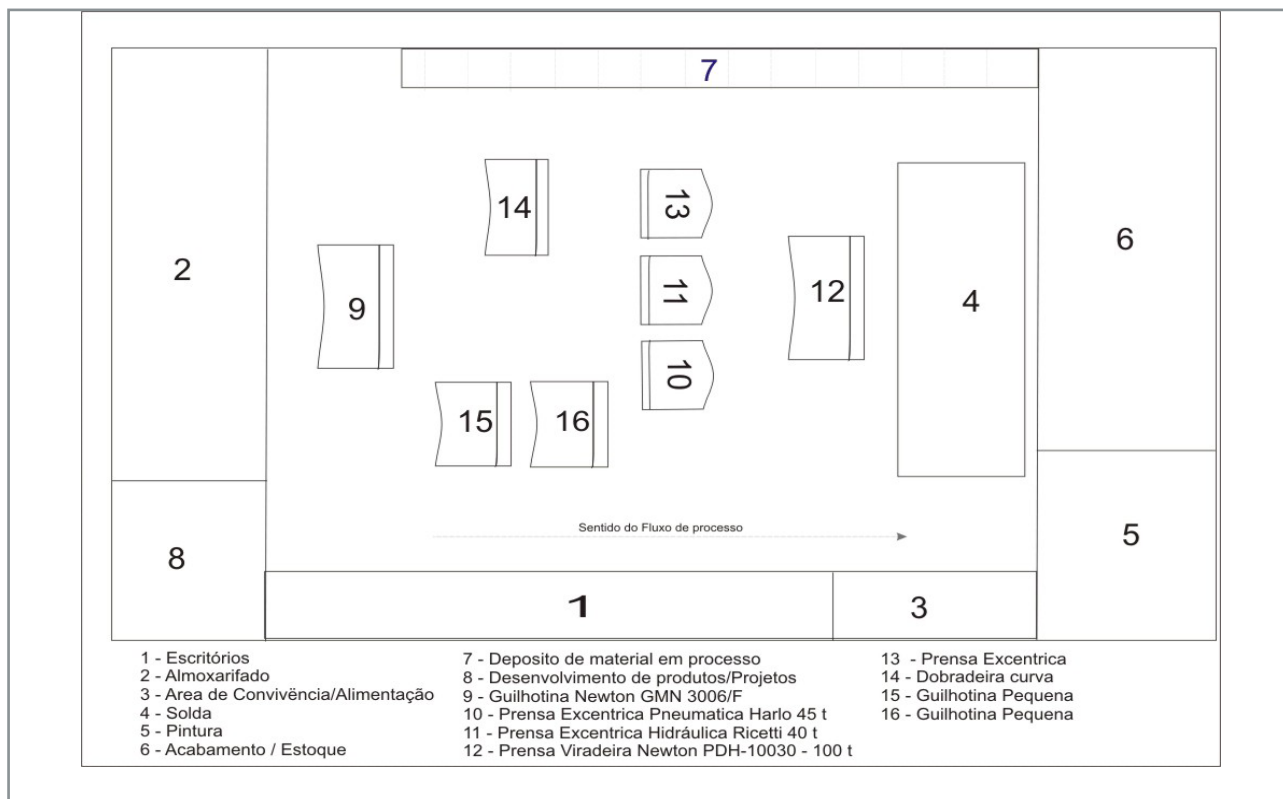 7
14
13
6
2
12
9
11
4
10
15
16
Sentido do Fluxo de processo
5
8
1
3
1 - Escritórios
2 - Almoxarifado
3 - Area de Convivëncia/Alimentação
4 - Solda
5 - Pintura
6 - Acabamento / Estoque
7 - Deposito de material em processo
8 - Desenvolvimento de produtos/Projetos
9 - Guilhotina Newton GMN 3006/F
10 - Prensa Excentrica Pneumatica Harlo 45 t
11 - Prensa Excentrica Hidráulica Ricetti 40 t
12 - Prensa Viradeira Newton PDH-10030 - 100 t
13 - Prensa Excentrica
14 - Dobradeira curva
15 - Guilhotina Pequena
16 - Guilhotina Pequena